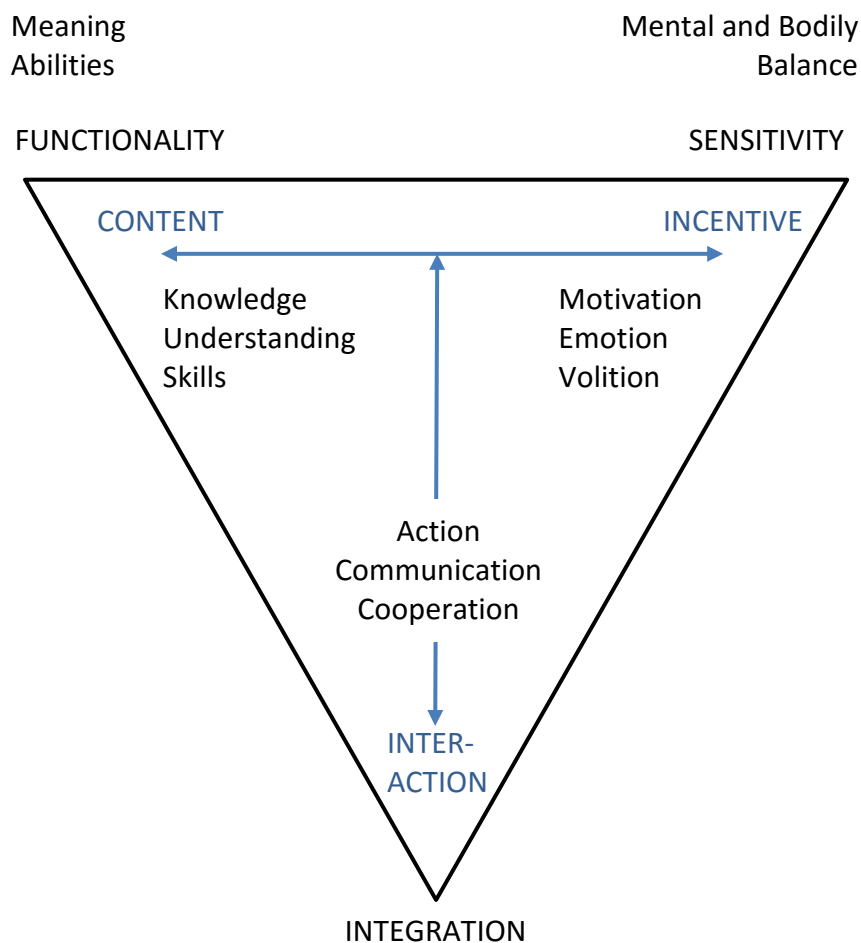 Meaning
Abilities
Mental and Bodily
Balance
FUNCTIONALITY
SENSITIVITY
CONTENT
INCENTIVE
Knowledge
Understanding
Skills
Motivation
Emotion
Volition
Action
Communication
Cooperation
INTER-
ACTION
INTEGRATION